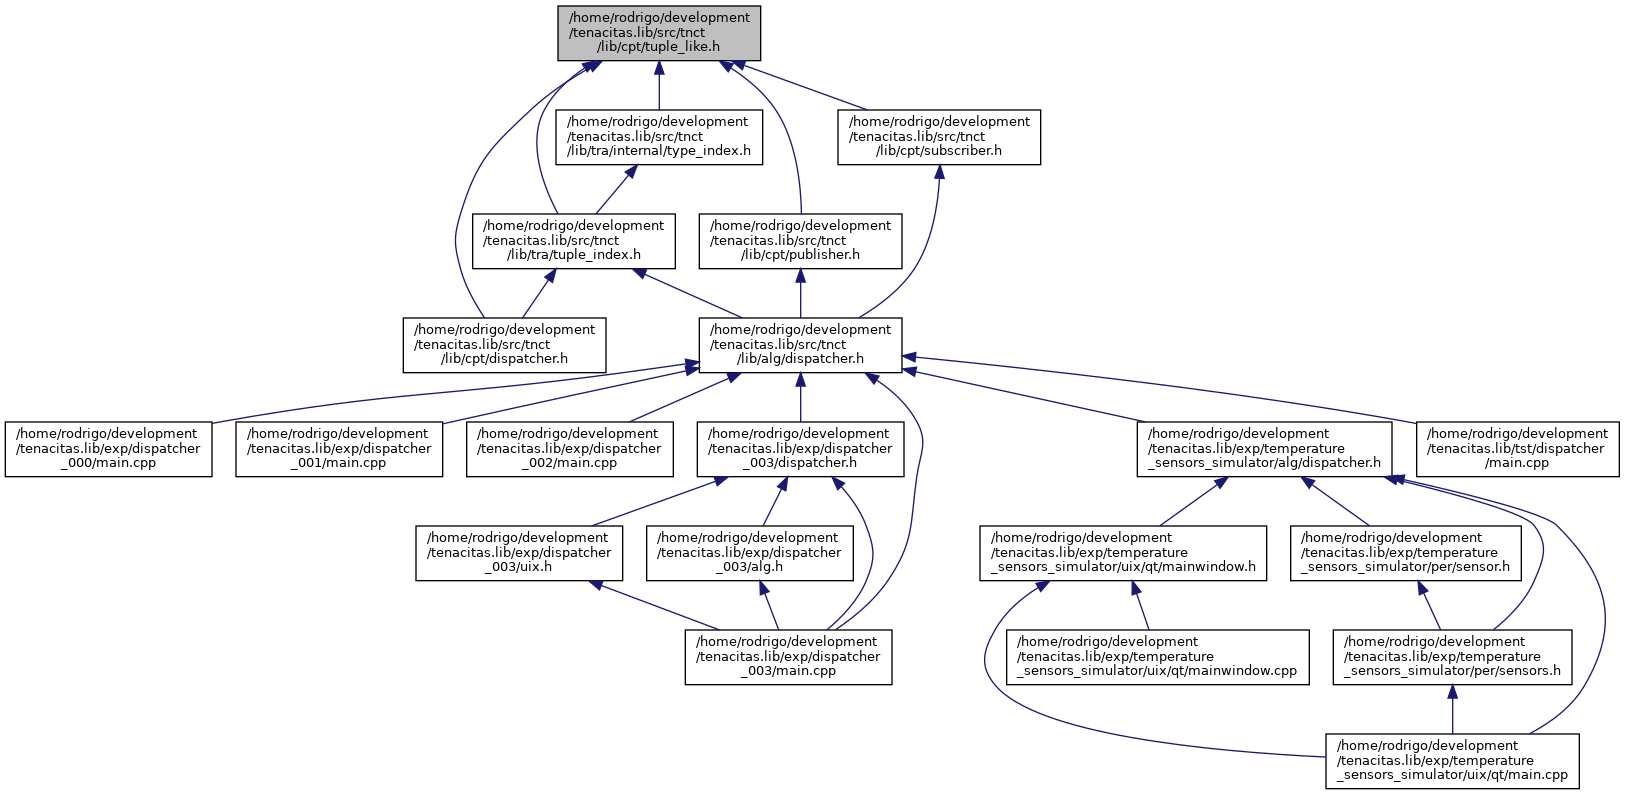 /home/rodrigo/development
/tenacitas.lib/src/tnct
/lib/cpt/tuple_like.h
/home/rodrigo/development
/tenacitas.lib/src/tnct
/lib/tra/internal/type_index.h
/home/rodrigo/development
/tenacitas.lib/src/tnct
/lib/cpt/subscriber.h
/home/rodrigo/development
/tenacitas.lib/src/tnct
/lib/tra/tuple_index.h
/home/rodrigo/development
/tenacitas.lib/src/tnct
/lib/cpt/publisher.h
/home/rodrigo/development
/tenacitas.lib/src/tnct
/lib/cpt/dispatcher.h
/home/rodrigo/development
/tenacitas.lib/src/tnct
/lib/alg/dispatcher.h
/home/rodrigo/development
/tenacitas.lib/exp/dispatcher
_000/main.cpp
/home/rodrigo/development
/tenacitas.lib/exp/dispatcher
_001/main.cpp
/home/rodrigo/development
/tenacitas.lib/exp/dispatcher
_002/main.cpp
/home/rodrigo/development
/tenacitas.lib/exp/dispatcher
_003/dispatcher.h
/home/rodrigo/development
/tenacitas.lib/exp/temperature
_sensors_simulator/alg/dispatcher.h
/home/rodrigo/development
/tenacitas.lib/tst/dispatcher
/main.cpp
/home/rodrigo/development
/tenacitas.lib/exp/dispatcher
_003/uix.h
/home/rodrigo/development
/tenacitas.lib/exp/dispatcher
_003/alg.h
/home/rodrigo/development
/tenacitas.lib/exp/temperature
_sensors_simulator/uix/qt/mainwindow.h
/home/rodrigo/development
/tenacitas.lib/exp/temperature
_sensors_simulator/per/sensor.h
/home/rodrigo/development
/tenacitas.lib/exp/dispatcher
_003/main.cpp
/home/rodrigo/development
/tenacitas.lib/exp/temperature
_sensors_simulator/uix/qt/mainwindow.cpp
/home/rodrigo/development
/tenacitas.lib/exp/temperature
_sensors_simulator/per/sensors.h
/home/rodrigo/development
/tenacitas.lib/exp/temperature
_sensors_simulator/uix/qt/main.cpp